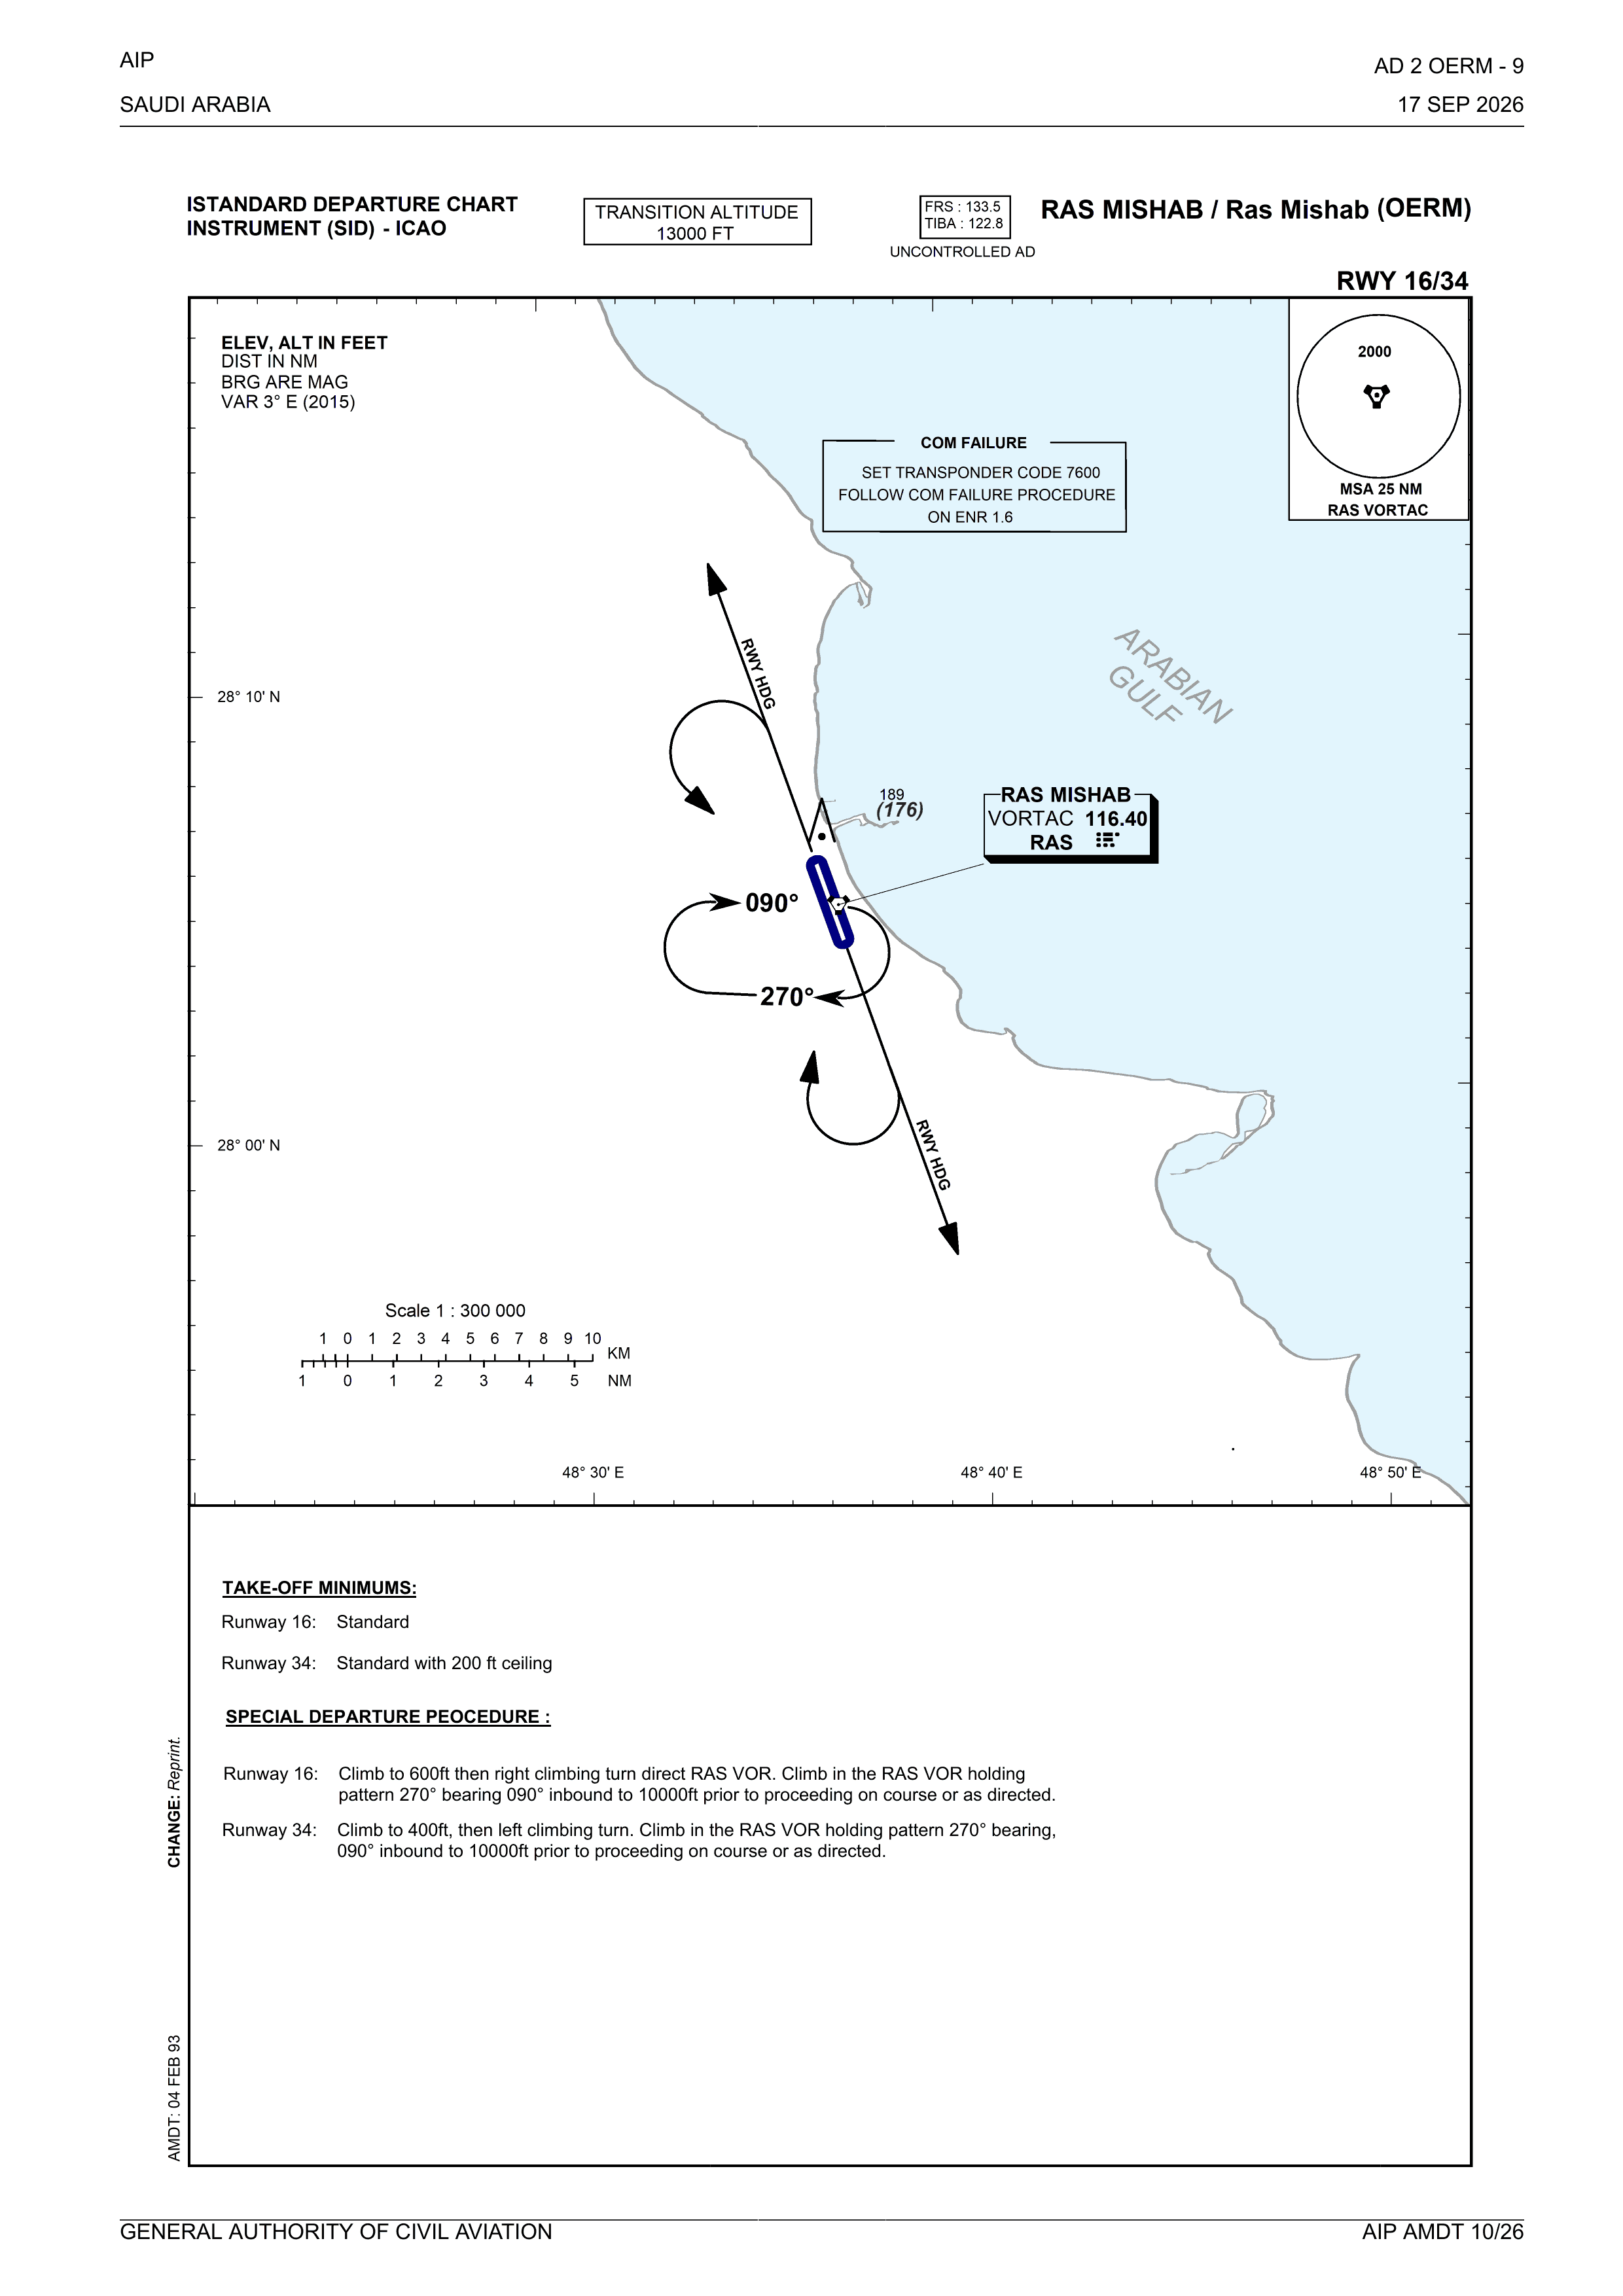 AIP
AD 2 OERM - 9
SAUDI ARABIA
17 SEP 2026
ISTANDARD DEPARTURE CHART
INSTRUMENT (SID) - ICAO
TRANSITION ALTITUDE
13000 FT
FRS : 133.5
TIBA : 122.8
UNCONTROLLED AD
RAS MISHAB / Ras Mishab (OERM)
RWY 16/34
ELEV, ALT IN FEET
DIST IN NM
BRG ARE MAG
VAR 3° E (2015)
2000
MSA 25 NM
RAS VORTAC
COM FAILURE
SET TRANSPONDER CODE 7600
FOLLOW COM FAILURE PROCEDURE
ON ENR 1.6
ARABIAN
GULF
RWY HDG
28° 10' N
189
(176)
RAS MISHAB
VORTAC 116.40
RAS
090°
270°
RWY HDG
28° 00' N
Scale 1 : 300 000
1 0 1 2 3 4 5 6 7 8 9 10
KM
1 0 1 2 3 4 5 NM
48° 30' E
48° 40' E
48° 50' E
TAKE-OFF MINIMUMS:
Runway 16: Standard
Runway 34: Standard with 200 ft ceiling
SPECIAL DEPARTURE PEOCEDURE :
Runway 16: Climb to 600ft then right climbing turn direct RAS VOR. Climb in the RAS VOR holding
pattern 270° bearing 090° inbound to 10000ft prior to proceeding on course or as directed.
Runway 34: Climb to 400ft, then left climbing turn. Climb in the RAS VOR holding pattern 270° bearing,
090° inbound to 10000ft prior to proceeding on course or as directed.
CHANGE: Reprint.
AMDT: 04 FEB 93
GENERAL AUTHORITY OF CIVIL AVIATION
AIP AMDT 10/26